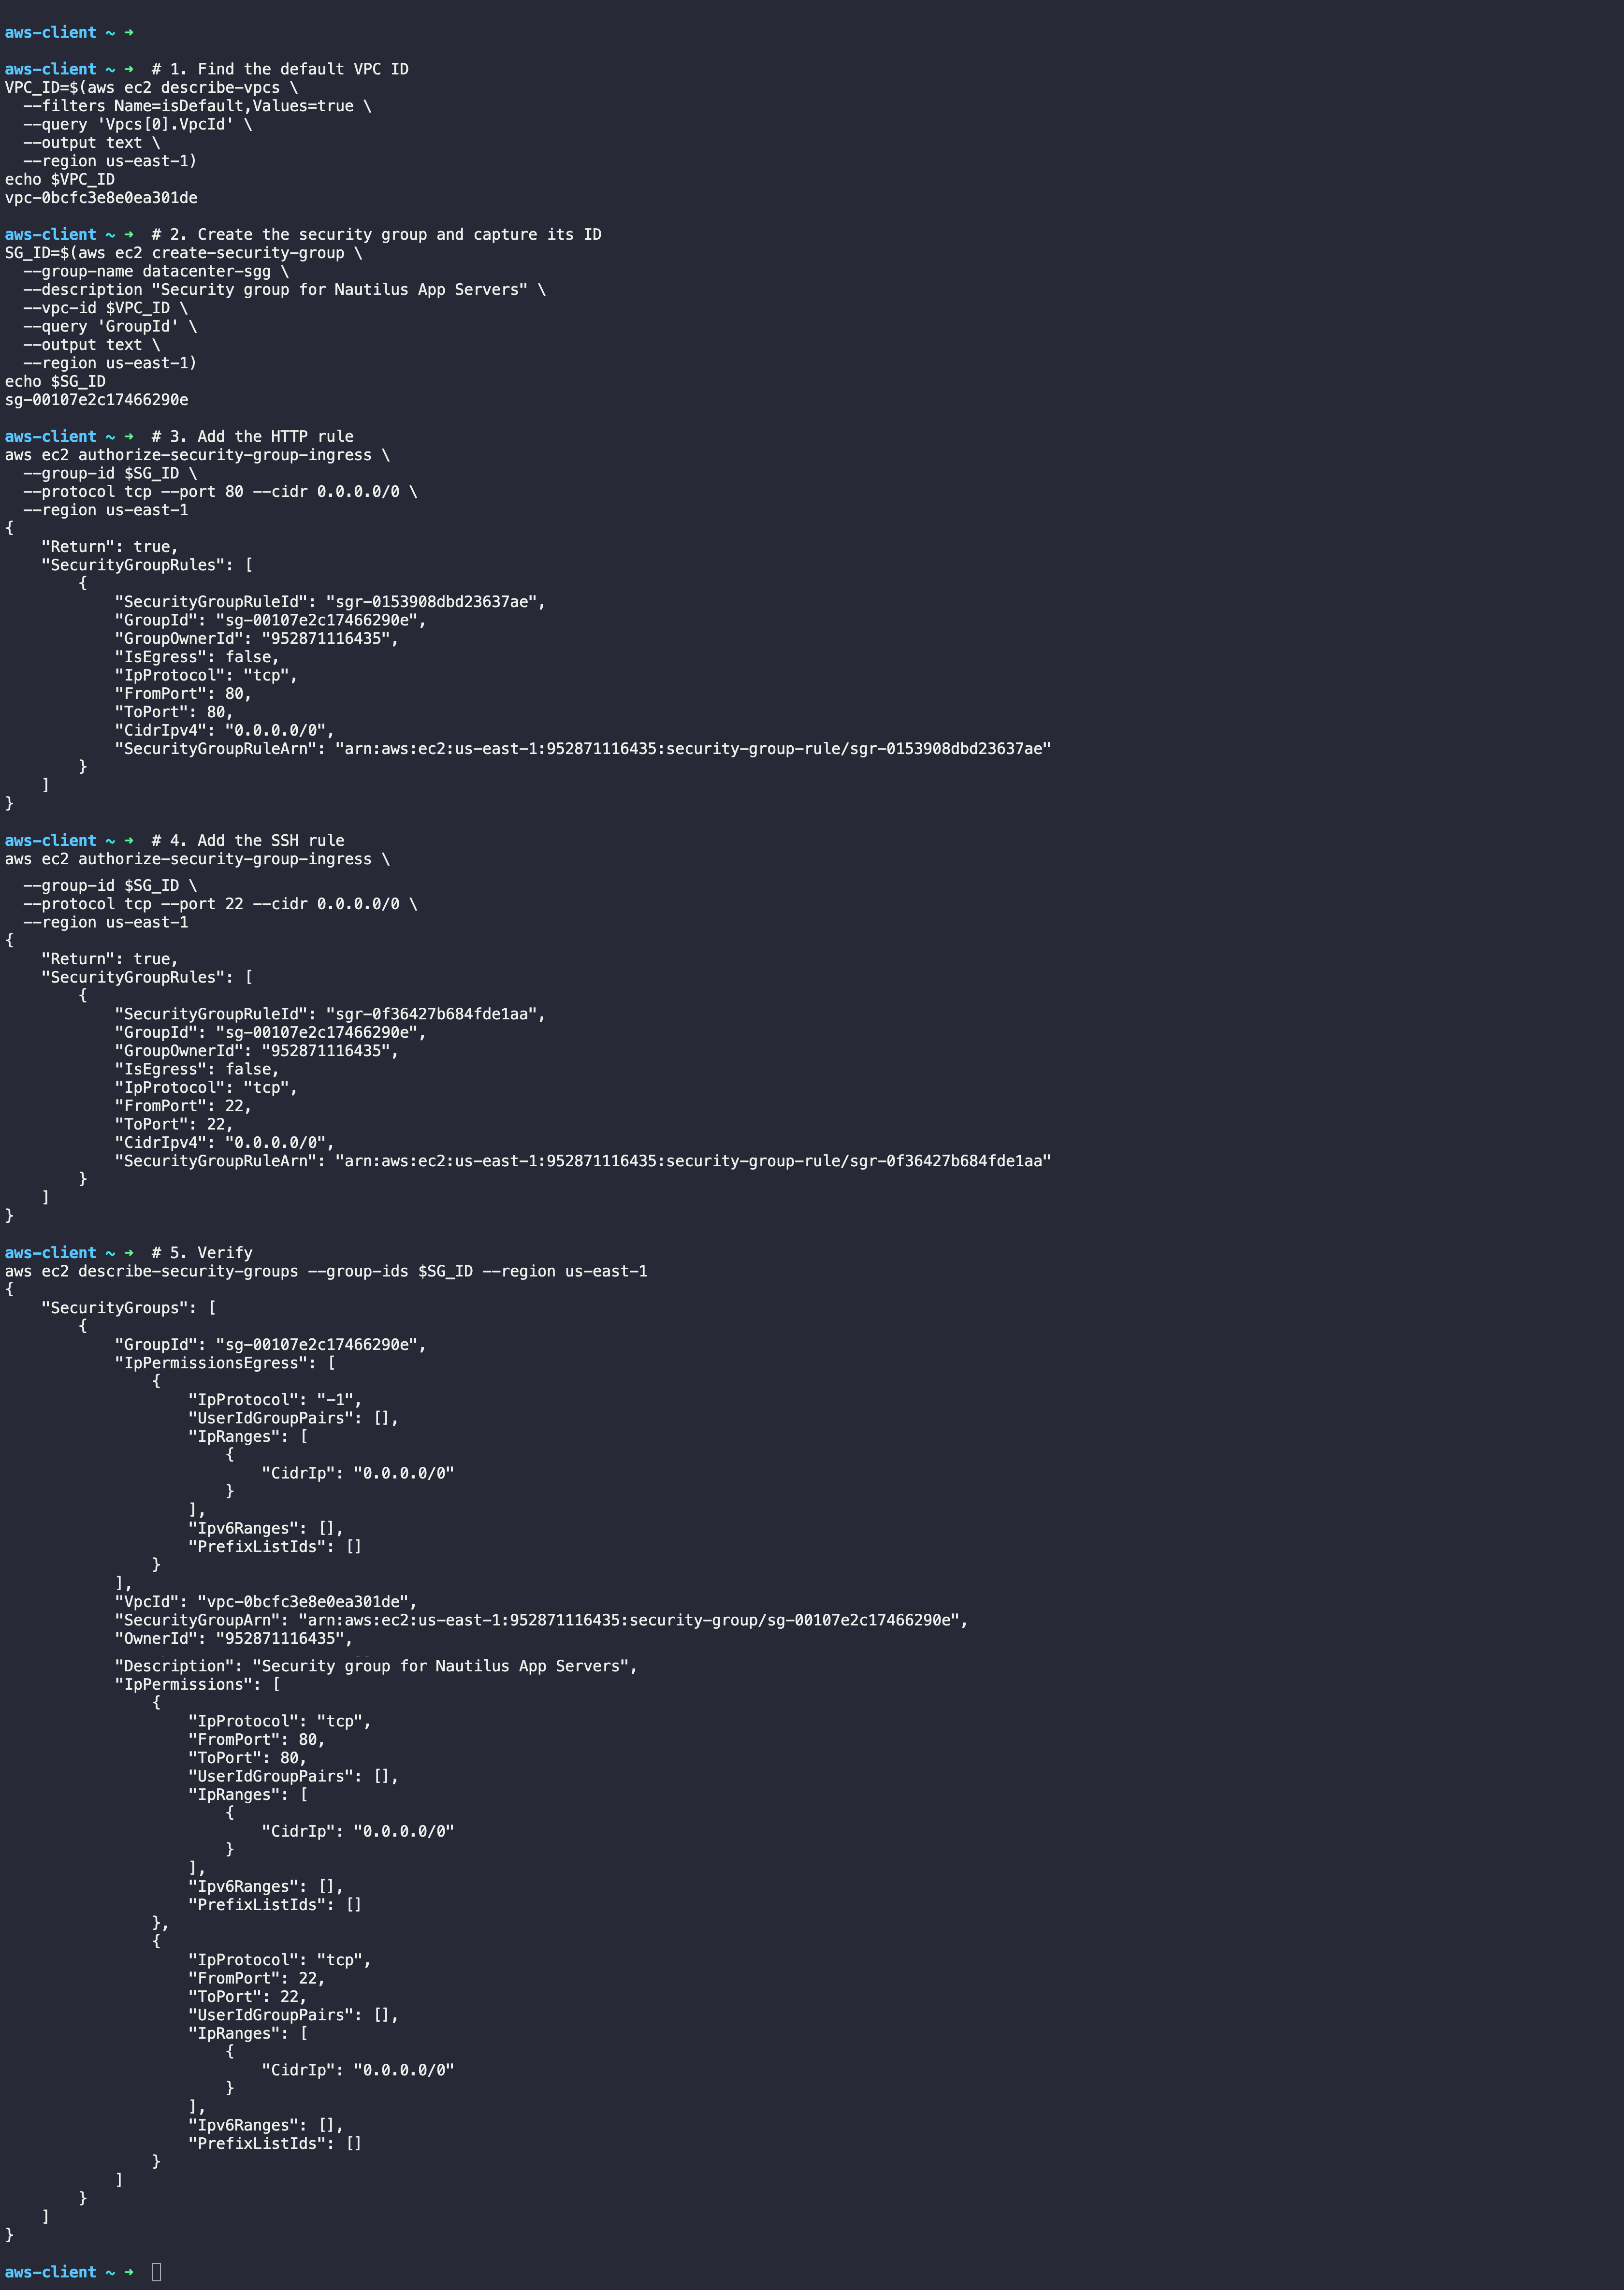 aws-client ~ ➜
aws-client ~ ➜  # 1. Find the default VPC ID
VPC_ID=$(aws ec2 describe-vpcs \
  --filters Name=isDefault,Values=true \
  --query 'Vpcs[0].VpcId' \
  --output text \
  --region us-east-1)
echo $VPC_ID
vpc-0bcfc3e8e0ea301de
aws-client ~ ➜  # 2. Create the security group and capture its ID
SG_ID=$(aws ec2 create-security-group \
  --group-name datacenter-sgg \
  --description "Security group for Nautilus App Servers" \
  --vpc-id $VPC_ID \
  --query 'GroupId' \
  --output text \
  --region us-east-1)
echo $SG_ID
sg-00107e2c17466290e
aws-client ~ ➜  # 3. Add the HTTP rule
aws ec2 authorize-security-group-ingress \
  --group-id $SG_ID \
  --protocol tcp --port 80 --cidr 0.0.0.0/0 \
  --region us-east-1
{
    "Return": true,
    "SecurityGroupRules": [
        {
            "SecurityGroupRuleId": "sgr-0153908dbd23637ae",
            "GroupId": "sg-00107e2c17466290e",
            "GroupOwnerId": "952871116435",
            "IsEgress": false,
            "IpProtocol": "tcp",
            "FromPort": 80,
            "ToPort": 80,
            "CidrIpv4": "0.0.0.0/0",
            "SecurityGroupRuleArn": "arn:aws:ec2:us-east-1:952871116435:security-group-rule/sgr-0153908dbd23637ae"
        }
    ]
}
aws-client ~ ➜  # 4. Add the SSH rule
aws ec2 authorize-security-group-ingress \
  --group-id $SG_ID \
  --protocol tcp --port 22 --cidr 0.0.0.0/0 \
  --region us-east-1
{
    "Return": true,
    "SecurityGroupRules": [
        {
            "SecurityGroupRuleId": "sgr-0f36427b684fde1aa",
            "GroupId": "sg-00107e2c17466290e",
            "GroupOwnerId": "952871116435",
            "IsEgress": false,
            "IpProtocol": "tcp",
            "FromPort": 22,
            "ToPort": 22,
            "CidrIpv4": "0.0.0.0/0",
            "SecurityGroupRuleArn": "arn:aws:ec2:us-east-1:952871116435:security-group-rule/sgr-0f36427b684fde1aa"
        }
    ]
}
aws-client ~ ➜  # 5. Verify
aws ec2 describe-security-groups --group-ids $SG_ID --region us-east-1
{
    "SecurityGroups": [
        {
            "GroupId": "sg-00107e2c17466290e",
            "IpPermissionsEgress": [
                {
                    "IpProtocol": "-1",
                    "UserIdGroupPairs": [],
                    "IpRanges": [
                        {
                            "CidrIp": "0.0.0.0/0"
                        }
                    ],
                    "Ipv6Ranges": [],
                    "PrefixListIds": []
                }
            ],
            "VpcId": "vpc-0bcfc3e8e0ea301de",
            "SecurityGroupArn": "arn:aws:ec2:us-east-1:952871116435:security-group/sg-00107e2c17466290e",
            "OwnerId": "952871116435",
            "Description": "Security group for Nautilus App Servers",
            "IpPermissions": [
                {
                    "IpProtocol": "tcp",
                    "FromPort": 80,
                    "ToPort": 80,
                    "UserIdGroupPairs": [],
                    "IpRanges": [
                        {
                            "CidrIp": "0.0.0.0/0"
                        }
                    ],
                    "Ipv6Ranges": [],
                    "PrefixListIds": []
                },
                {
                    "IpProtocol": "tcp",
                    "FromPort": 22,
                    "ToPort": 22,
                    "UserIdGroupPairs": [],
                    "IpRanges": [
                        {
                            "CidrIp": "0.0.0.0/0"
                        }
                    ],
                    "Ipv6Ranges": [],
                    "PrefixListIds": []
                }
            ]
        }
    ]
}
aws-client ~ ➜